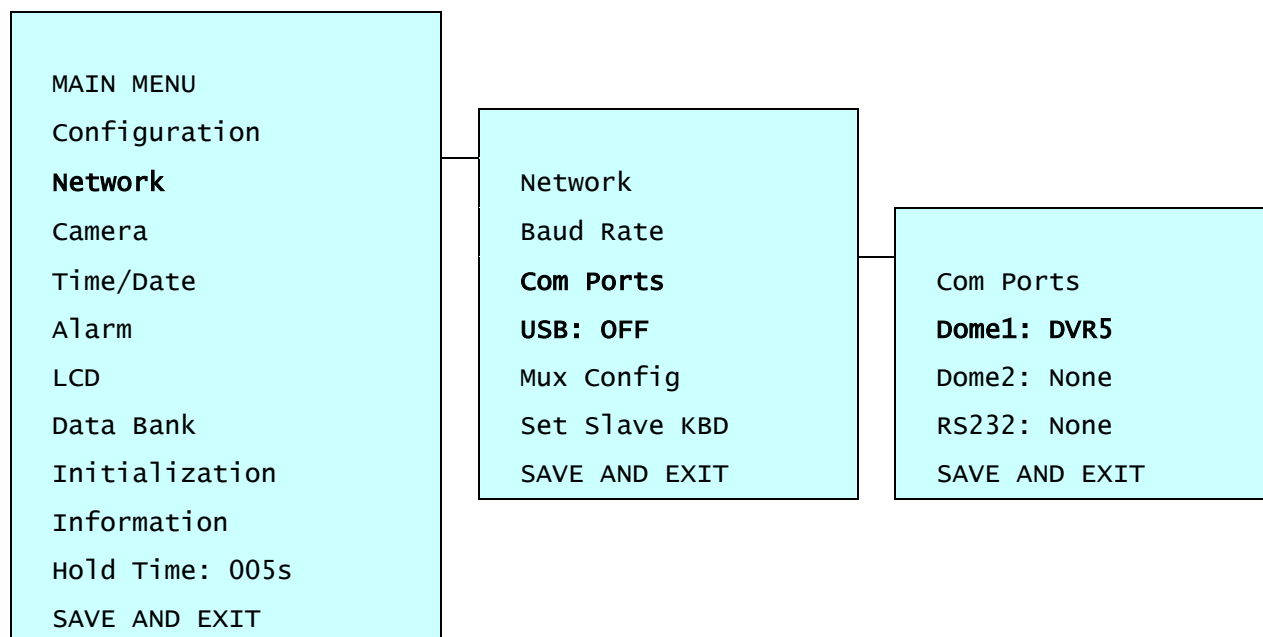 MAIN MENU
Configuration
Network
Camera
Time/Date
Alarm
LCD
Data Bank
Initialization
Information
Hold Time: 005s
SAVE AND EXIT
Network
Baud Rate
Com Ports
USB: OFF
Mux Config
Set Slave KBD
SAVE AND EXIT
Com Ports
Dome1: DVR5
Dome2: None
RS232: None
SAVE AND EXIT